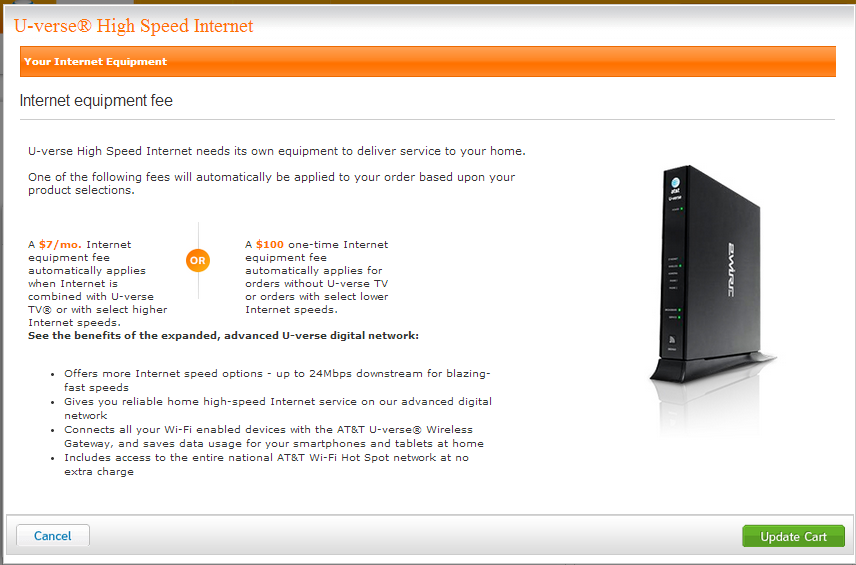 U-verse® High Speed Internet
Your Internet Equipment
Internet equipment fee
U-verse High Speed Internet needs its own equipment to deliver service to your home.
One of the following fees will automatically be applied to your order based upon your
product selections.
A $7/mo. Internet
equipment fee
automatically applies
when Internet is
combined with U-verse
TV® or with select higher
Internet speeds.
OR
A $100 one-time Internet
equipment fee
automatically applies for
orders without U-verse TV
or orders with select lower
Internet speeds.
See the benefits of the expanded, advanced U-verse digital network:
• Offers more Internet speed options - up to 24Mbps downstream for blazing-
fast speeds
• Gives you reliable home high-speed Internet service on our advanced digital
network
• Connects all your Wi-Fi enabled devices with the AT&T U-verse® Wireless
Gateway, and saves data usage for your smartphones and tablets at home
• Includes access to the entire national AT&T Wi-Fi Hot Spot network at no
extra charge
at&t
U-verse
2WIRE
Cancel
Update Cart